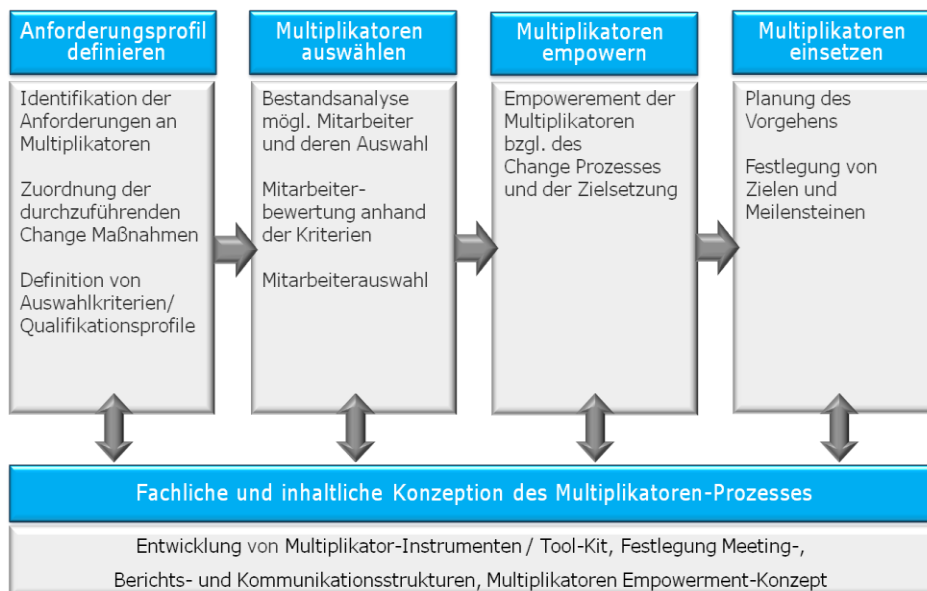 Anforderungsprofil
definieren
Identifikation der
Anforderungen an
Multiplikatoren
Zuordnung der
durchzuführenden
Change Maßnahmen
Definition von
Auswahlkriterien/
Qualifikationsprofile
Multiplikatoren
auswählen
Bestandsanalyse
mögl. Mitarbeiter
und deren Auswahl
Mitarbeiter-
bewertung anhand
der Kriterien
Mitarbeiterauswahl
Multiplikatoren
empowern
Empowerement der
Multiplikatoren
bzgl. des
Change Prozesses
und der Zielsetzung
Multiplikatoren
einsetzen
Planung des
Vorgehens
Festlegung von
Zielen und
Meilensteinen
Fachliche und inhaltliche Konzeption des Multiplikatoren-Prozesses
Entwicklung von Multiplikator-Instrumenten / Tool-Kit, Festlegung Meeting-,
Berichts- und Kommunikationsstrukturen, Multiplikatoren Empowerment-Konzept